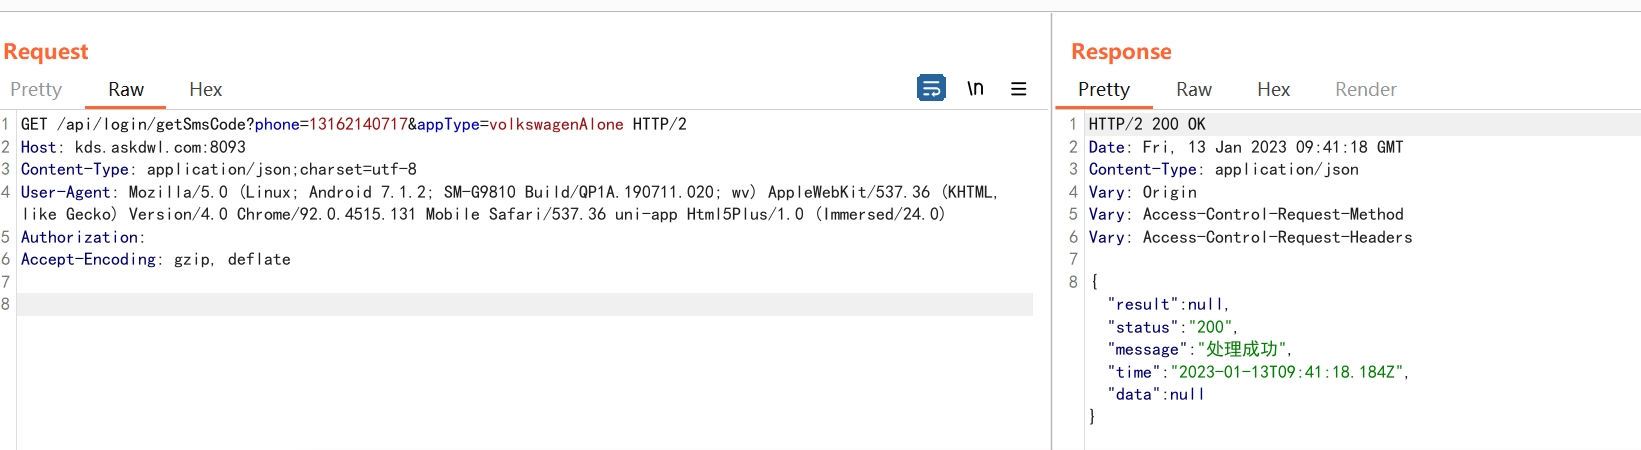 Request
Pretty Raw Hex \n
1 GET /api/login/getSmsCode?phone=13162140717&appType=volkswagenAlone HTTP/2
2 Host: kds.askdwl.com:8093
3 Content-Type: application/json;charset=utf-8
4 User-Agent: Mozilla/5.0 (Linux; Android 7.1.2; SM-G9810 Build/QP1A.190711.020; wv) AppleWebKit/537.36 (KHTML,
like Gecko) Version/4.0 Chrome/92.0.4515.131 Mobile Safari/537.36 uni-app Html5Plus/1.0 (Immersed/24.0)
5 Authorization:
6 Accept-Encoding: gzip, deflate
7
8
Response
Pretty Raw Hex Render
1 HTTP/2 200 OK
2 Date: Fri, 13 Jan 2023 09:41:18 GMT
3 Content-Type: application/json
4 Vary: Origin
5 Vary: Access-Control-Request-Method
6 Vary: Access-Control-Request-Headers
7
8 {
"result":null,
"status":"200",
"message":"处理成功",
"time":"2023-01-13T09:41:18.184Z",
"data":null
}